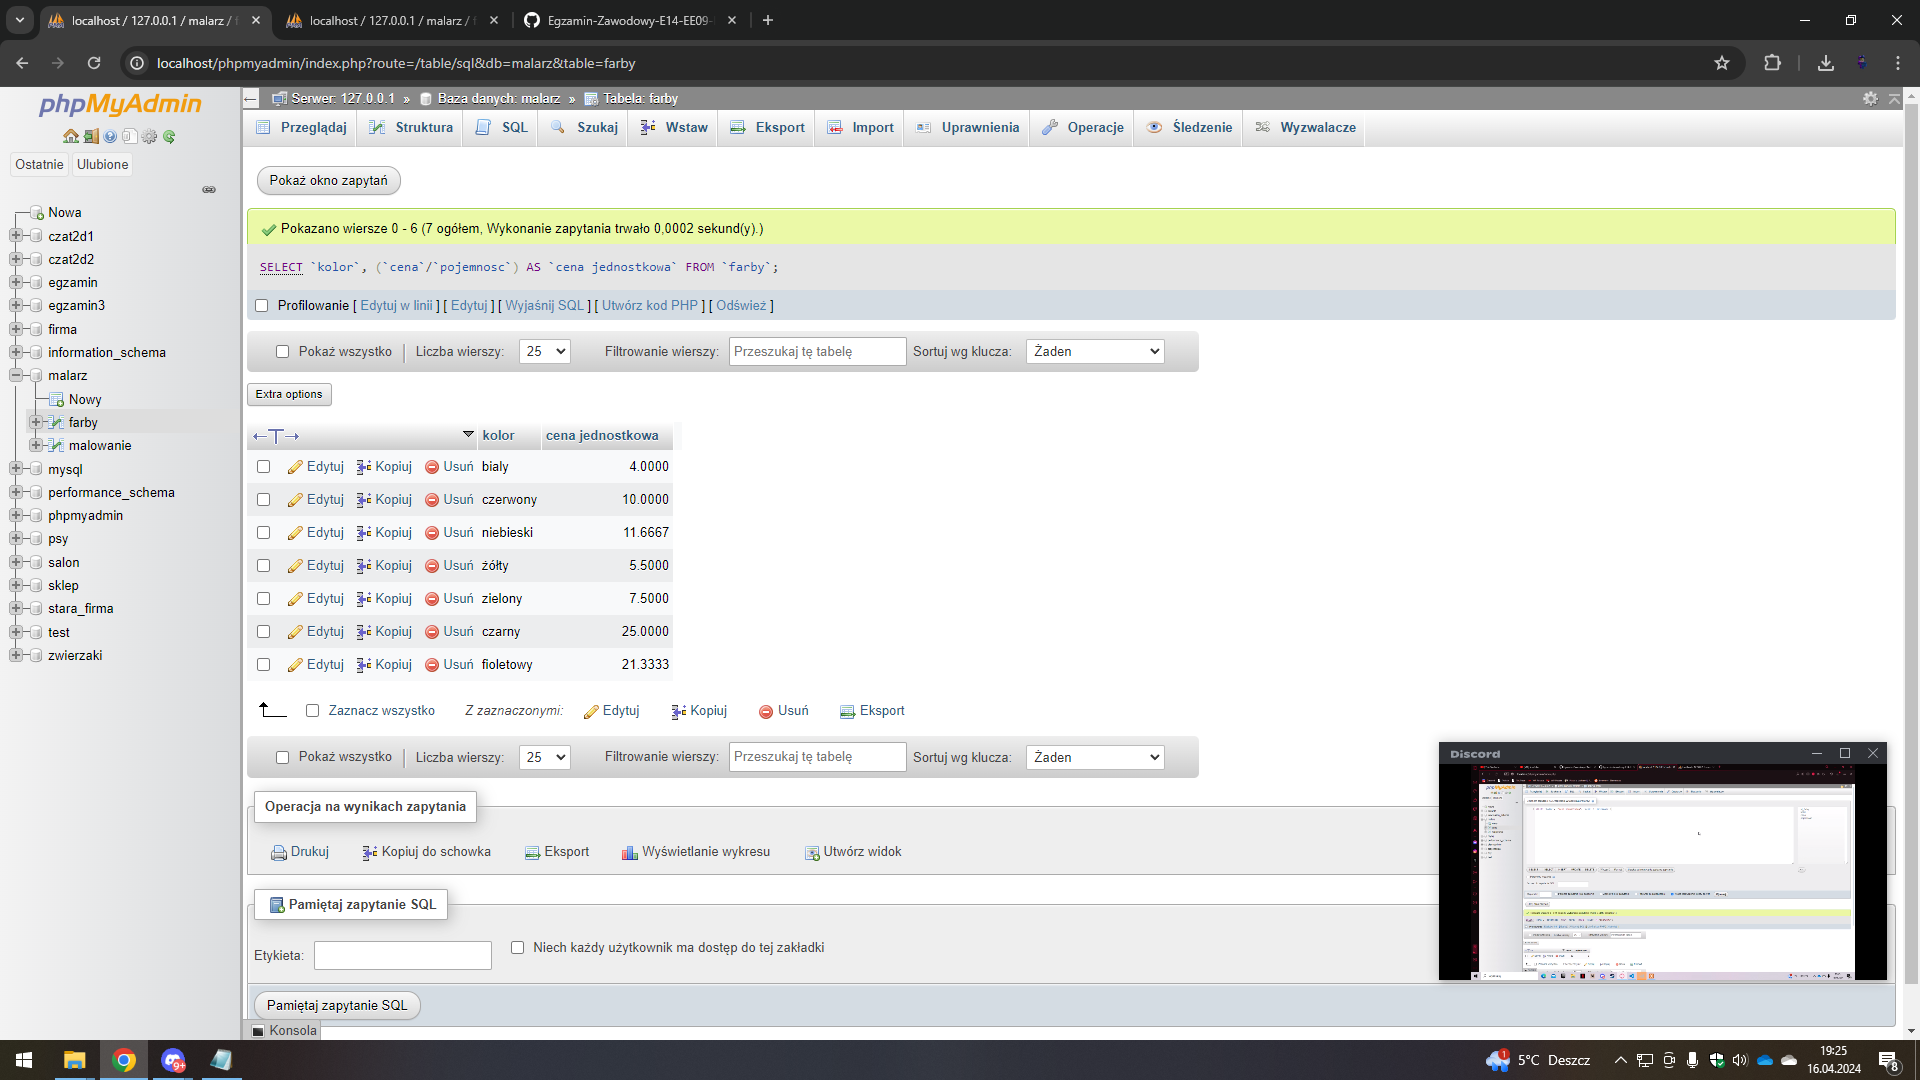 localhost / 127.0.0.1 / malarz / f
localhost / 127.0.0.1 / malarz / f
Egzamin-Zawodowy-E14-EE09-
localhost/phpmyadmin/index.php?route=/table/sql&db=malarz&table=farby
phpMyAdmin
Ostatnie
Ulubione
Nowa
czat2d1
czat2d2
egzamin
egzamin3
firma
information_schema
malarz
Nowy
farby
malowanie
mysql
performance_schema
phpmyadmin
psy
salon
sklep
stara_firma
test
zwierzaki
Serwer: 127.0.0.1 » Baza danych: malarz » Tabela: farby
Przeglądaj Struktura SQL Szukaj Wstaw Eksport Import Uprawnienia Operacje Śledzenie Wyzwalacze
Pokaż okno zapytań
Pokazano wiersze 0 - 6 (7 ogółem, Wykonanie zapytania trwało 0,0002 sekund(y).)
SELECT `kolor`, (`cena`/`pojemnosc`) AS `cena jednostkowa` FROM `farby`;
Profilowanie [ Edytuj w linii ] [ Edytuj ] [ Wyjaśnij SQL ] [ Utwórz kod PHP ] [ Odśwież ]
Pokaż wszystko Liczba wierszy: 25 Filtrowanie wierszy: Przeszukaj tę tabelę Sortuj wg klucza: Żaden
Extra options
←T→ kolor cena jednostkowa
Edytuj Kopiuj Usuń bialy 4.0000
Edytuj Kopiuj Usuń czerwony 10.0000
Edytuj Kopiuj Usuń niebieski 11.6667
Edytuj Kopiuj Usuń żółty 5.5000
Edytuj Kopiuj Usuń zielony 7.5000
Edytuj Kopiuj Usuń czarny 25.0000
Edytuj Kopiuj Usuń fioletowy 21.3333
Zaznacz wszystko Z zaznaczonymi: Edytuj Kopiuj Usuń Eksport
Pokaż wszystko Liczba wierszy: 25 Filtrowanie wierszy: Przeszukaj tę tabelę Sortuj wg klucza: Żaden
Operacja na wynikach zapytania
Drukuj Kopiuj do schowka Eksport Wyświetlanie wykresu Utwórz widok
Pamiętaj zapytanie SQL
Etykieta: Niech każdy użytkownik ma dostęp do tej zakładki
Pamiętaj zapytanie SQL
Konsola
Discord
9+
1
5°C Deszcz
19:25
16.04.2024
8